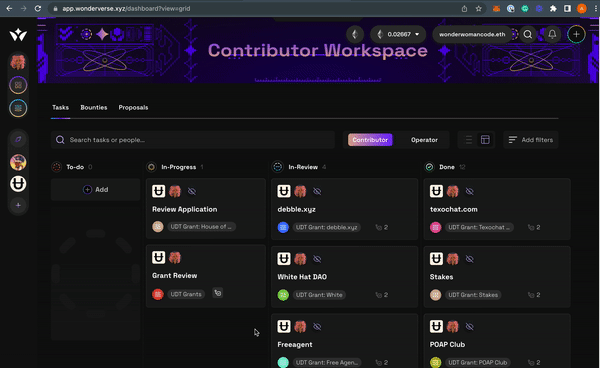 app.wonderverse.xyz/dashboard?view=grid
0.02667
wonderwomancode.eth
Contributor Workspace
Tasks
Bounties
Proposals
Search tasks or people...
Contributor
Operator
Add filters
To-do 0
In-Progress 1
In-Review 4
Done 12
Add
Review Application
UDT Grant: House of ...
Grant Review
UDT Grants
debble.xyz
UDT Grant: debble.xyz
2
White Hat DAO
UDT Grant: White
2
Freeagent
UDT Grant: Free Agen...
2
texochat.com
UDT Grant: Texochat ...
2
Stakes
UDT Grant: Stakes
2
POAP Club
UDT Grant: POAP Club
2